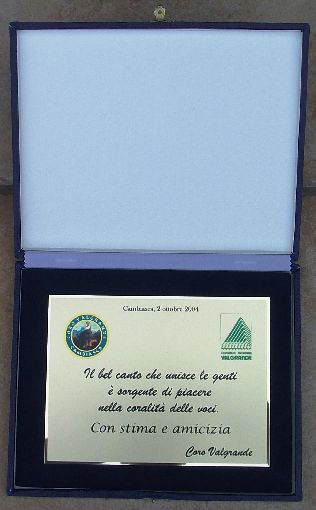 Cambiasca, 2 ottobre 2004
VALGRANDE
Il bel canto che unisce le genti
è sorgente di piacere
nella coralità delle voci.
Con stima e amicizia
Coro Valgrande